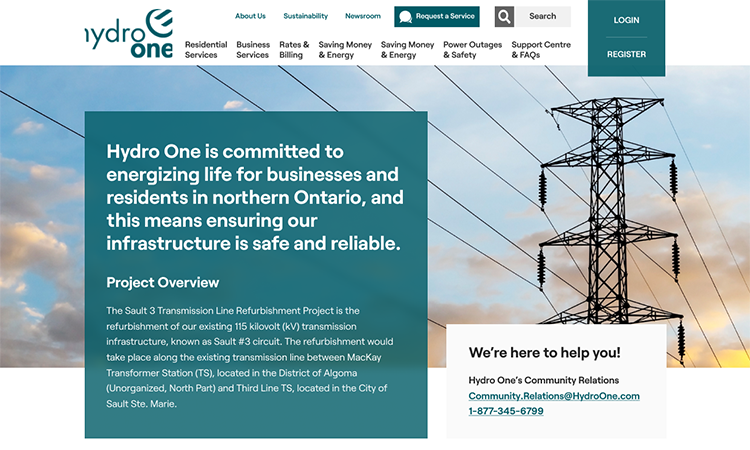 hydro
one
About Us
Sustainability
Newsroom
Request a Service
Search
LOGIN
REGISTER
Residential
Services
Business
Services
Rates &
Billing
Saving Money
& Energy
Saving Money
& Energy
Power Outages
& Safety
Support Centre
& FAQs
Hydro One is committed to
energizing life for businesses and
residents in northern Ontario, and
this means ensuring our
infrastructure is safe and reliable.
Project Overview
The Sault 3 Transmission Line Refurbishment Project is the
refurbishment of our existing 115 kilovolt (kV) transmission
infrastructure, known as Sault #3 circuit. The refurbishment would
take place along the existing transmission line between MacKay
Transformer Station (TS), located in the District of Algoma
(Unorganized, North Part) and Third Line TS, located in the City of
Sault Ste. Marie.
We're here to help you!
Hydro One's Community Relations
Community.Relations@HydroOne.com
1-877-345-6799